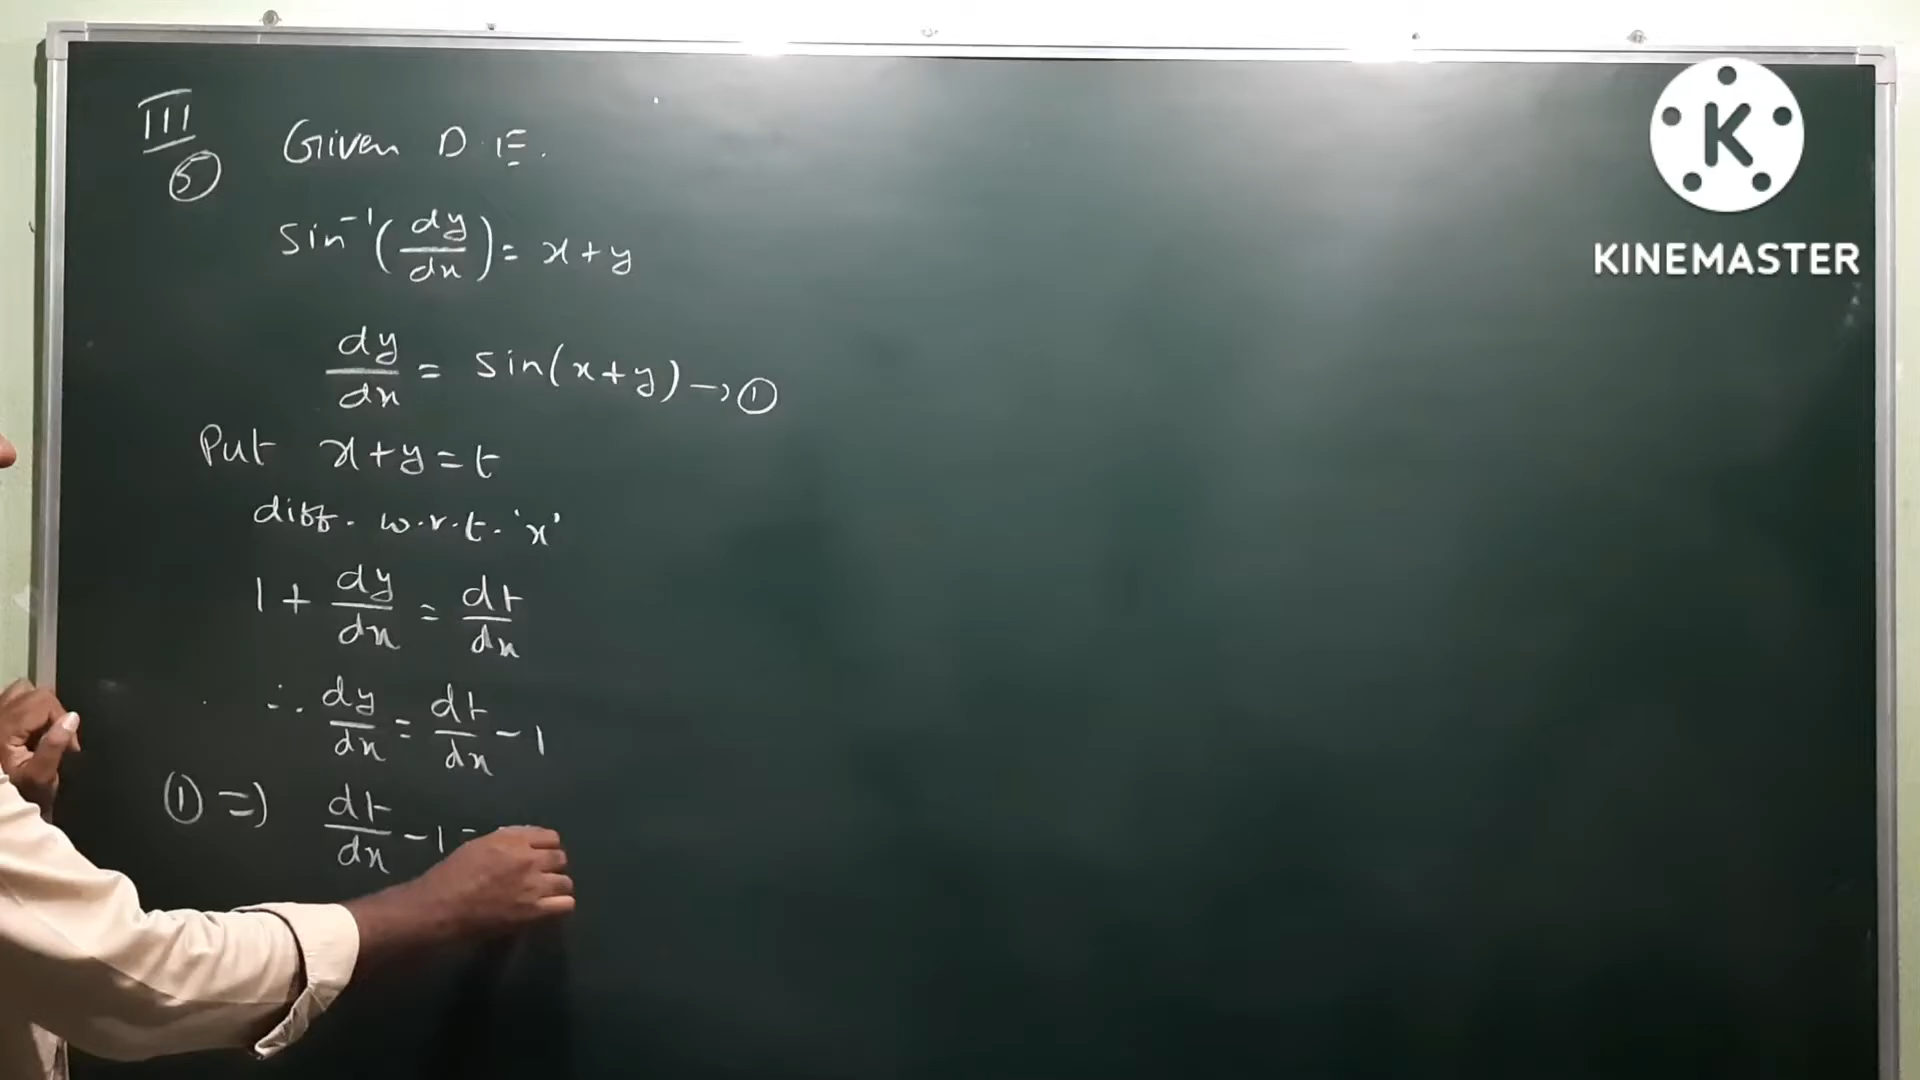 III
⑤ Given D.E.
sin⁻¹(dy/dx) = x+y
dy/dx = sin(x+y) → ①
Put x+y=t
diff. w.r.t. 'x'
1 + dy/dx = dt/dx
∴ dy/dx = dt/dx - 1
① ⇒ dt/dx - 1 =
K
KINEMASTER